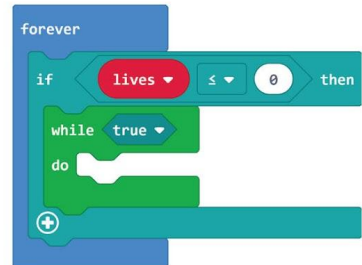 forever
if lives ≤ 0 then
while true
do